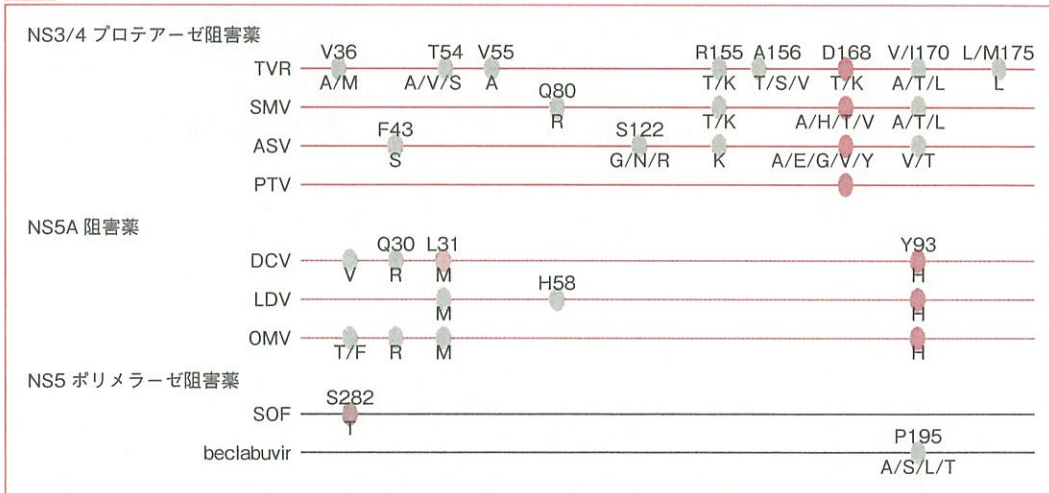 NS3/4 プロテアーゼ阻害薬
V36 T54 V55 R155 A156 D168 V/I170 L/M175
TVR
A/M A/V/S A T/K T/S/V T/K A/T/L L
Q80
SMV
R T/K A/H/T/V A/T/L
F43 S122
ASV
S G/N/R K A/E/G/V/Y V/T
PTV
NS5A 阻害薬
Q30 L31 Y93
DCV
V R M H
H58
LDV
M H
OMV
T/F R M H
NS5 ポリメラーゼ阻害薬
S282
SOF
T
P195
beclabuvir
A/S/L/T